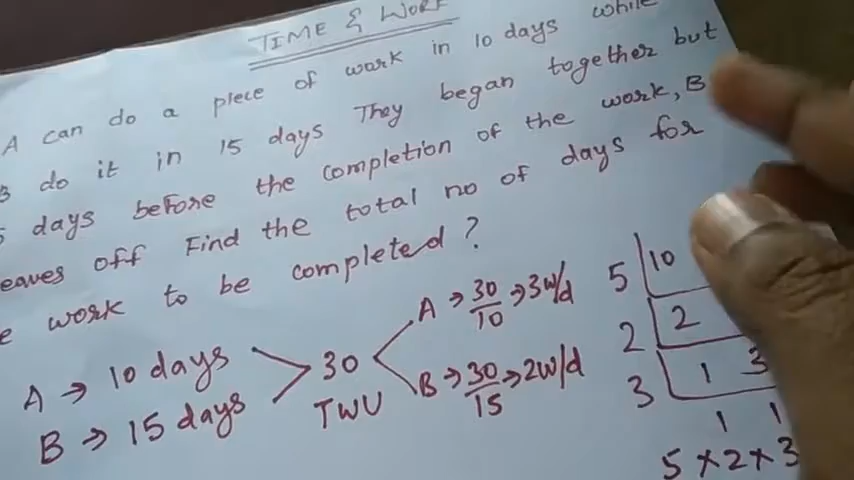 TIME & WORK
A can do a piece of work in 10 days while
B do it in 15 days They began together but
5 days before the completion of the work, B
leaves off Find the total no of days for
e work to be completed ?
A → 10 days
B → 15 days
30
TWU
A → 30/10 → 3w/d
B → 30/15 → 2w/d
5 10
2 2
3 1 3
1 1
5 × 2 × 3